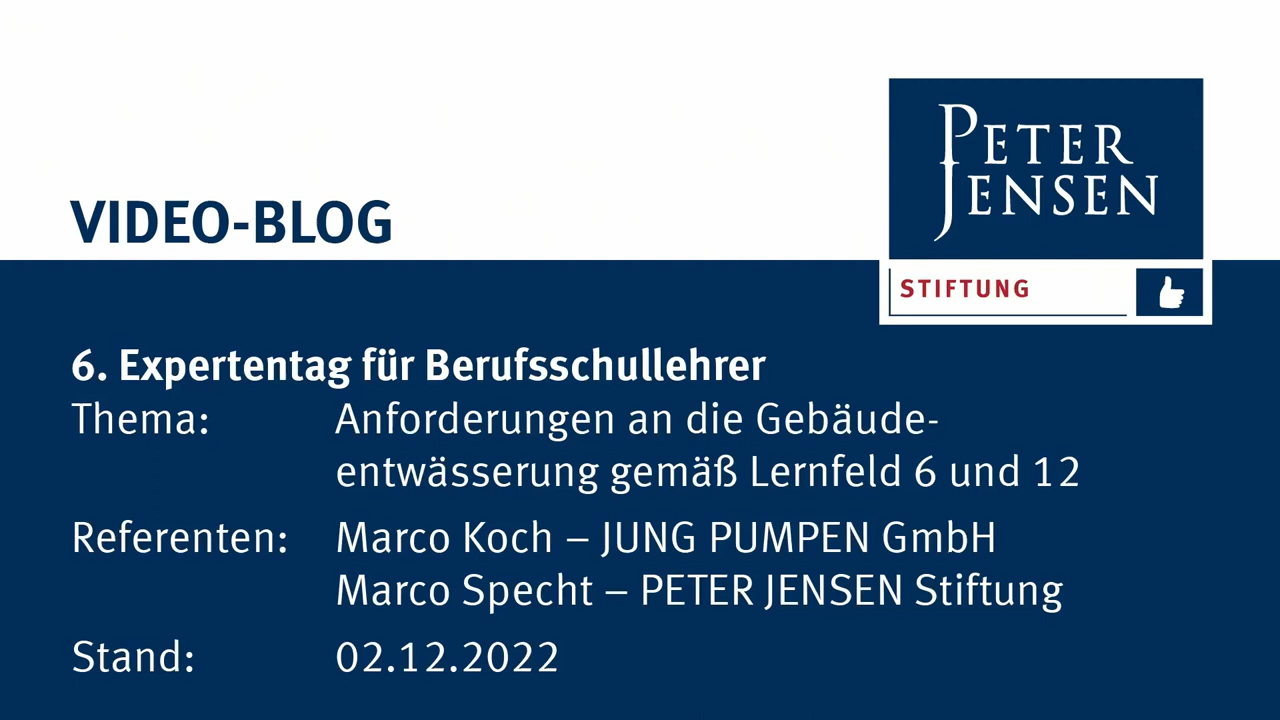 VIDEO-BLOG
PETER
JENSEN
STIFTUNG
6. Expertentag für Berufsschullehrer
Thema: Anforderungen an die Gebäude-
entwässerung gemäß Lernfeld 6 und 12
Referenten: Marco Koch – JUNG PUMPEN GmbH
Marco Specht – PETER JENSEN Stiftung
Stand: 02.12.2022